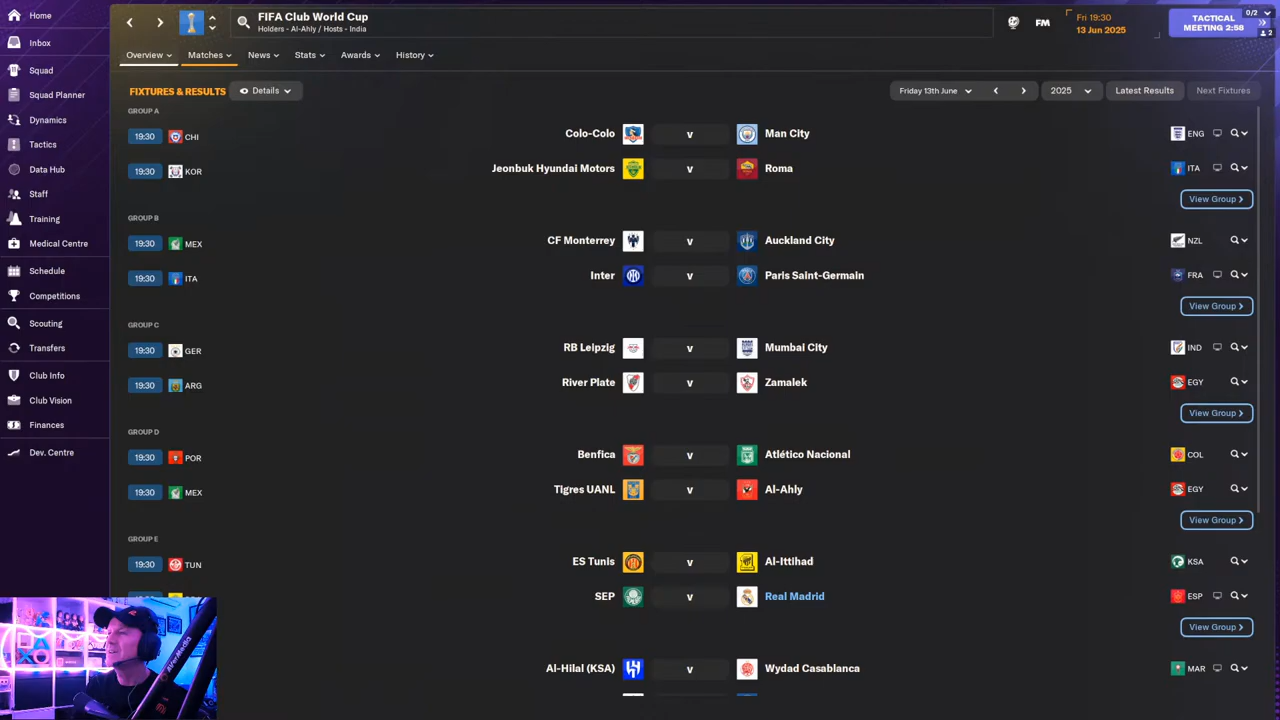 Home
Inbox
Squad
Squad Planner
Dynamics
Tactics
Data Hub
Staff
Training
Medical Centre
Schedule
Competitions
Scouting
Transfers
Club Info
Club Vision
Finances
Dev. Centre
FIFA Club World Cup
Holders - Al-Ahly / Hosts - India
FM
Fri 19:30
13 Jun 2025
TACTICAL
MEETING 2:58
0/2
2
Overview
Matches
News
Stats
Awards
History
FIXTURES & RESULTS
Details
Friday 13th June
2025
Latest Results
Next Fixtures
GROUP A
19:30 CHI Colo-Colo v Man City ENG
19:30 KOR Jeonbuk Hyundai Motors v Roma ITA
View Group
GROUP B
19:30 MEX CF Monterrey v Auckland City NZL
19:30 ITA Inter v Paris Saint-Germain FRA
View Group
GROUP C
19:30 GER RB Leipzig v Mumbai City IND
19:30 ARG River Plate v Zamalek EGY
View Group
GROUP D
19:30 POR Benfica v Atlético Nacional COL
19:30 MEX Tigres UANL v Al-Ahly EGY
View Group
GROUP E
19:30 TUN ES Tunis v Al-Ittihad KSA
SEP v Real Madrid ESP
View Group
Al-Hilal (KSA) v Wydad Casablanca MAR
AVerMedia